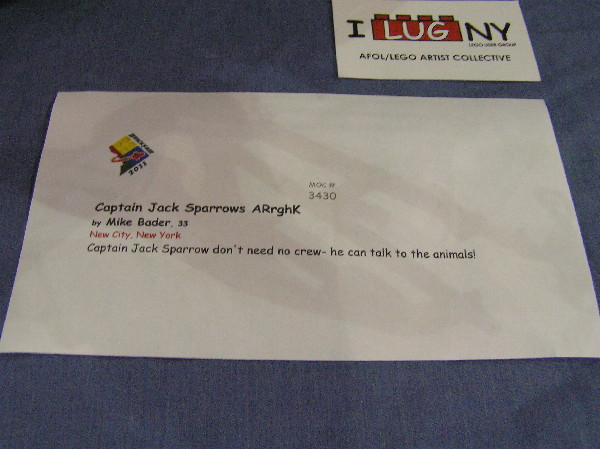 I LUG NY
LEGO USER GROUP
AFOL/LEGO ARTIST COLLECTIVE
2011
MOC #
3430
Captain Jack Sparrows ARrghK
by Mike Bader, 33
New City, New York
Captain Jack Sparrow don't need no crew- he can talk to the animals!